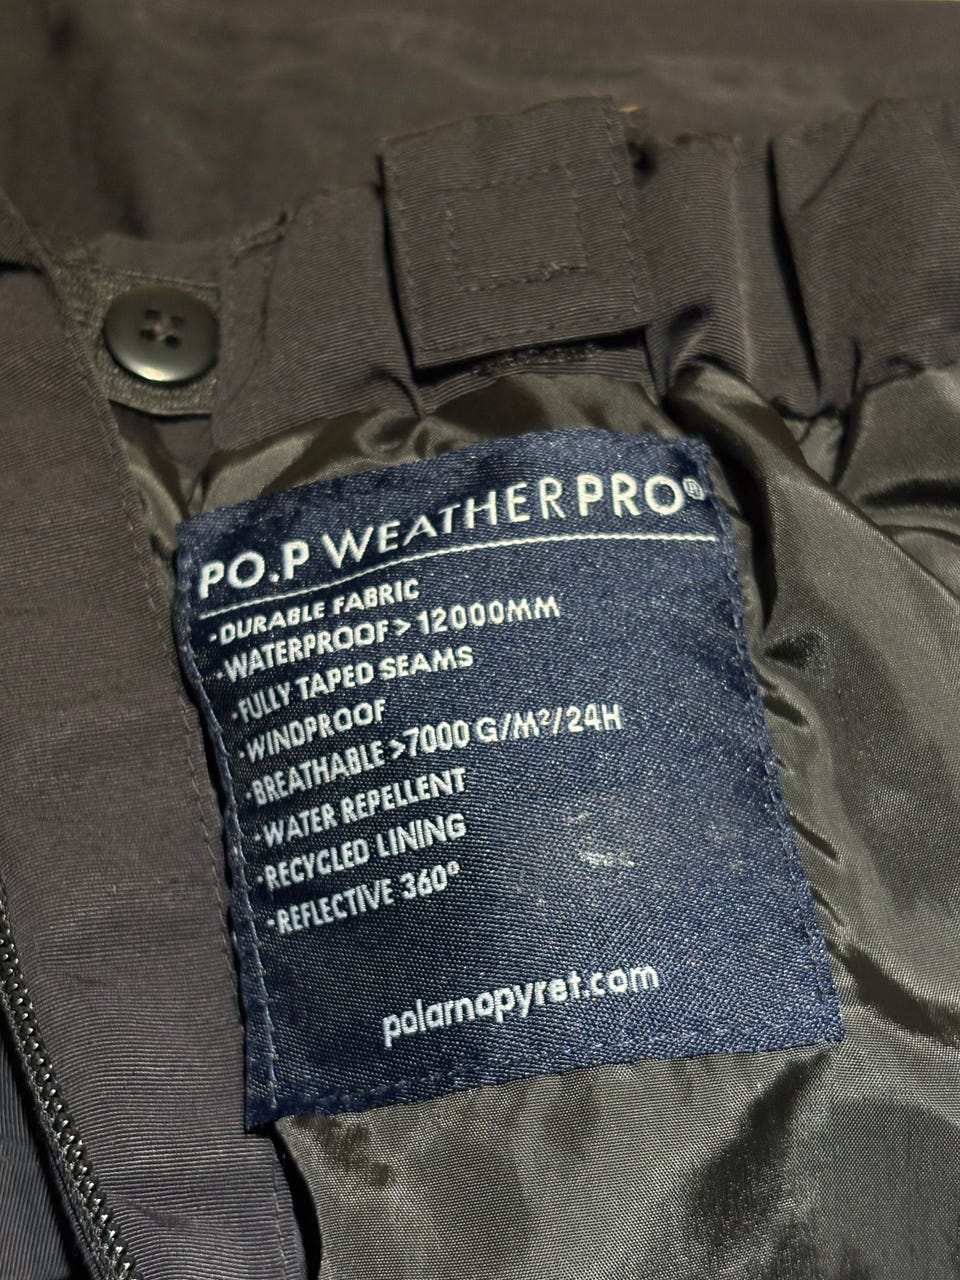 PO.P WEATHERPRO®
-DURABLE FABRIC
-WATERPROOF > 12000MM
-FULLY TAPED SEAMS
-WINDPROOF
-BREATHABLE >7000 G/M²/24H
-WATER REPELLENT
-RECYCLED LINING
-REFLECTIVE 360°
polarnopyret.com